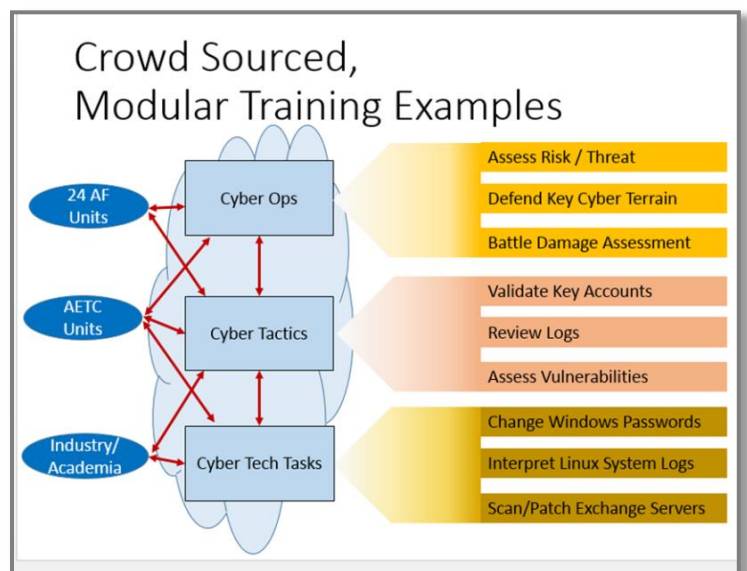 Crowd Sourced,
Modular Training Examples
24 AF
Units
AETC
Units
Industry/
Academia
Cyber Ops
Cyber Tactics
Cyber Tech Tasks
Assess Risk / Threat
Defend Key Cyber Terrain
Battle Damage Assessment
Validate Key Accounts
Review Logs
Assess Vulnerabilities
Change Windows Passwords
Interpret Linux System Logs
Scan/Patch Exchange Servers